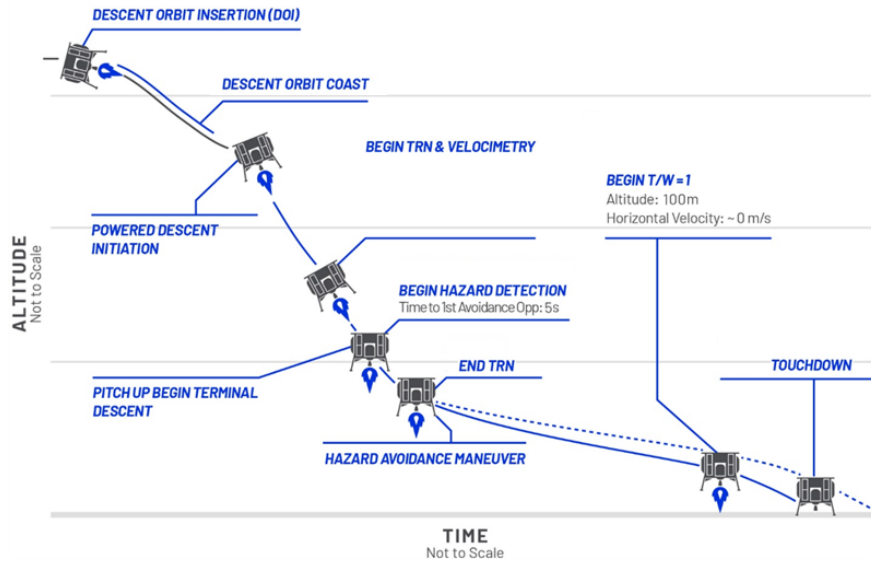 DESCENT ORBIT INSERTION (DOI)
DESCENT ORBIT COAST
BEGIN TRN & VELOCIMETRY
BEGIN T/W = 1
Altitude: 100m
Horizontal Velocity: ~0 m/s
POWERED DESCENT
INITIATION
ALTITUDE
Not to Scale
BEGIN HAZARD DETECTION
Time to 1st Avoidance Opp: 5s
END TRN
TOUCHDOWN
PITCH UP BEGIN TERMINAL
DESCENT
HAZARD AVOIDANCE MANEUVER
TIME
Not to Scale